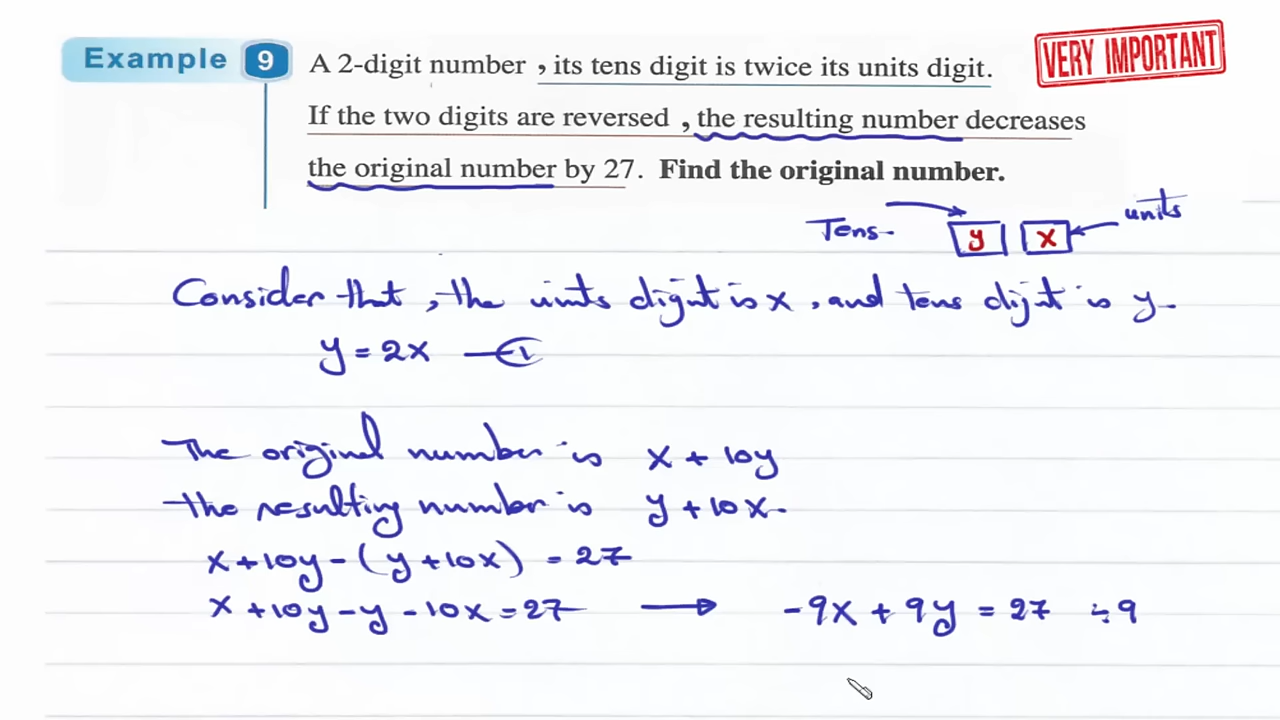 Example 9
A 2-digit number , its tens digit is twice its units digit.
If the two digits are reversed , the resulting number decreases
the original number by 27. Find the original number.
VERY IMPORTANT
Tens
y x
units
Consider that , the units digit is x , and tens digit is y.
y = 2x — 1
The original number is x + 10y
the resulting number is y + 10x.
x + 10y - (y + 10x) = 27
x + 10y - y - 10x = 27 → -9x + 9y = 27 ÷ 9